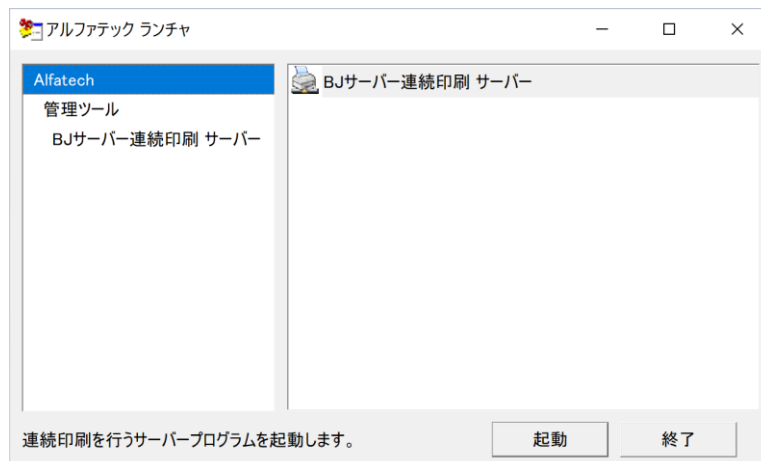 アルファテック ランチャ
Alfatech
管理ツール
BJサーバー連続印刷 サーバー
BJサーバー連続印刷 サーバー
連続印刷を行うサーバープログラムを起動します。
起動
終了